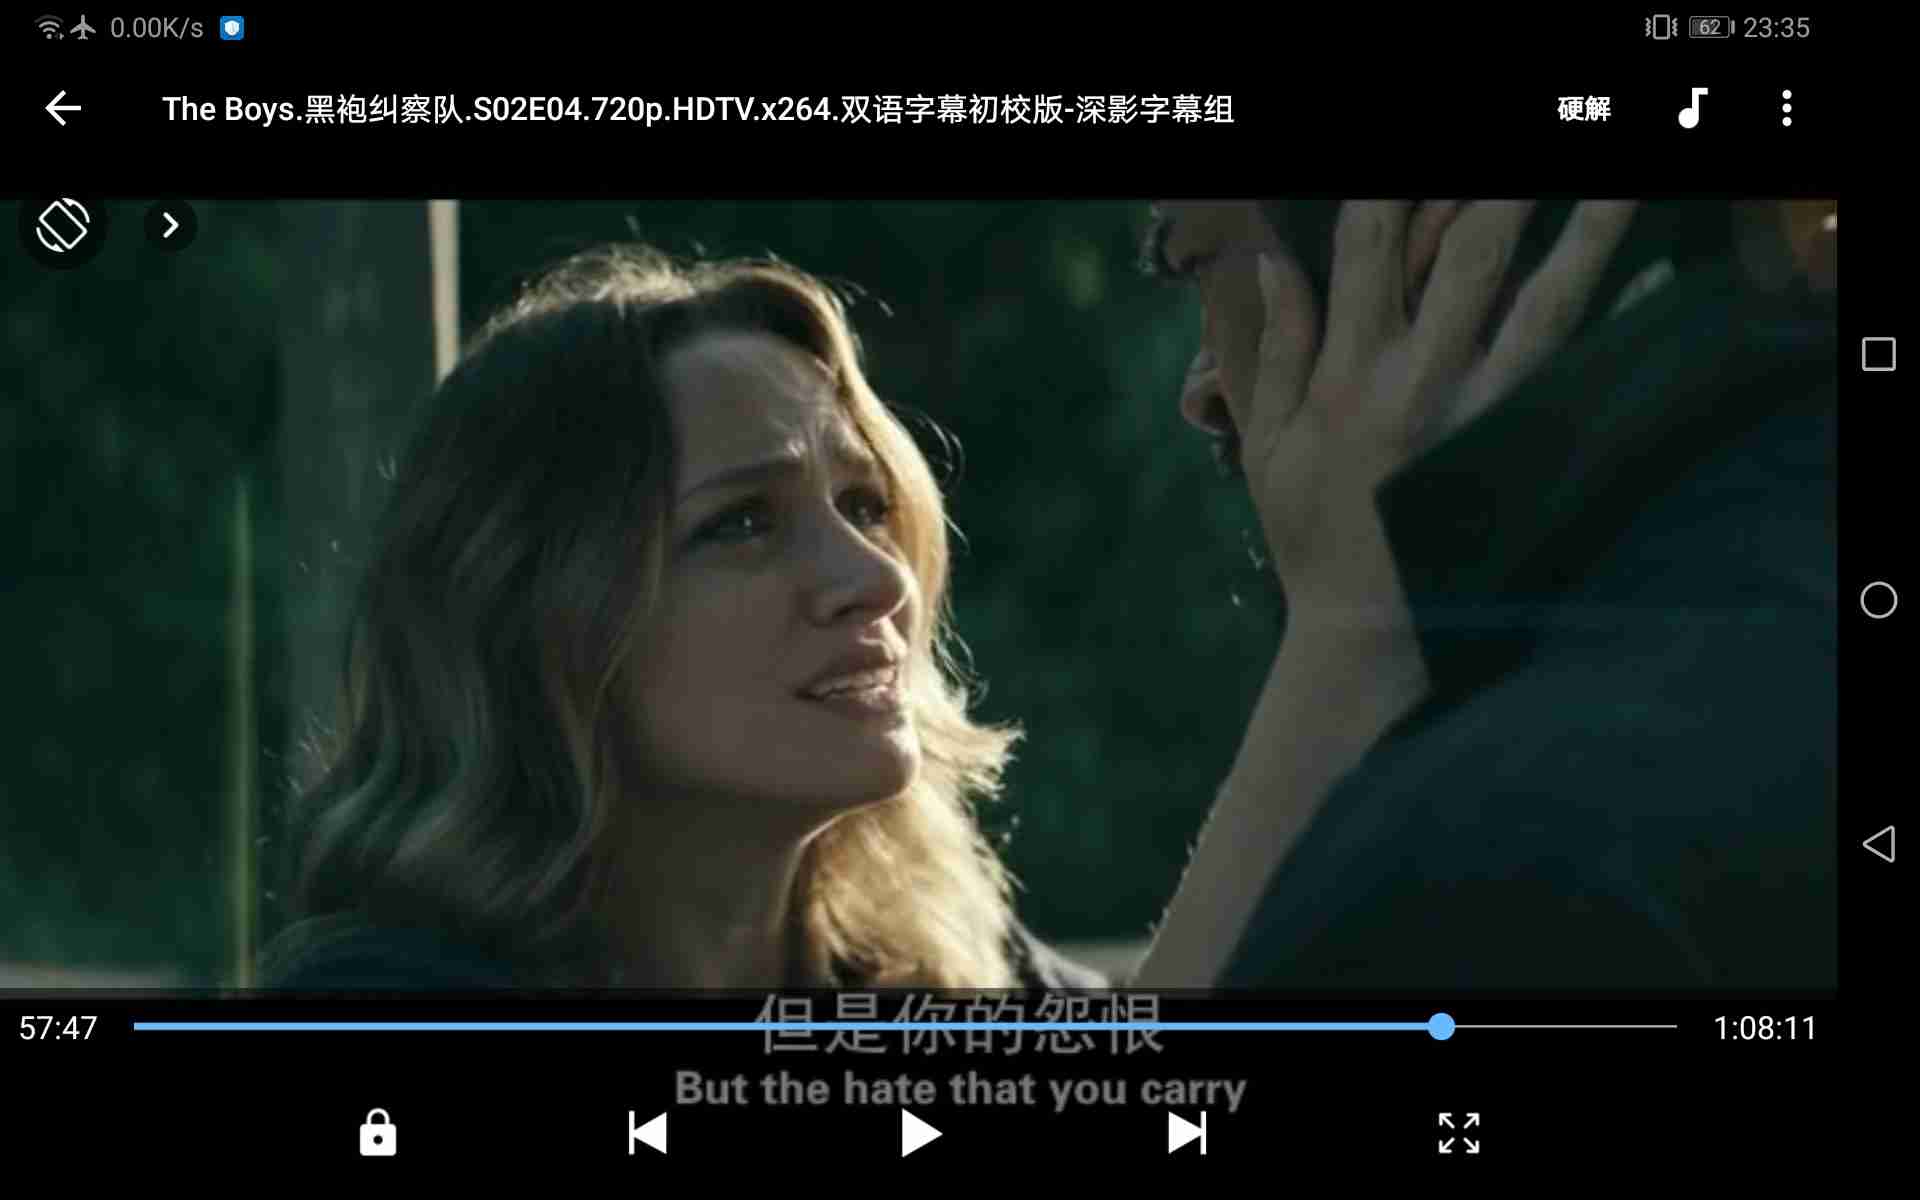 0.00K/s
62 23:35
The Boys.黑袍纠察队.S02E04.720p.HDTV.x264.双语字幕初校版-深影字幕组
硬解
57:47
1:08:11
但是你的怨恨
But the hate that you carry